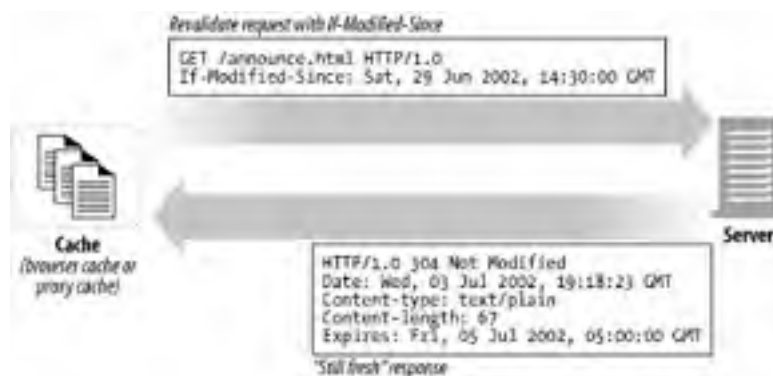 Revalidate request with If-Modified-Since
GET /announce.html HTTP/1.0
If-Modified-Since: Sat, 29 Jun 2002, 14:30:00 GMT
Cache
(browser cache or
proxy cache)
Server
HTTP/1.0 304 Not Modified
Date: Wed, 03 Jul 2002, 19:18:23 GMT
Content-type: text/plain
Content-length: 67
Expires: Fri, 05 Jul 2002, 05:00:00 GMT
"Still fresh" response